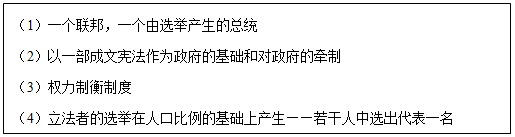 （1）一个联邦，一个由选举产生的总统
（2）以一部成文宪法作为政府的基础和对政府的牵制
（3）权力制衡制度
（4）立法者的选举在人口比例的基础上产生－－若干人中选出代表一名